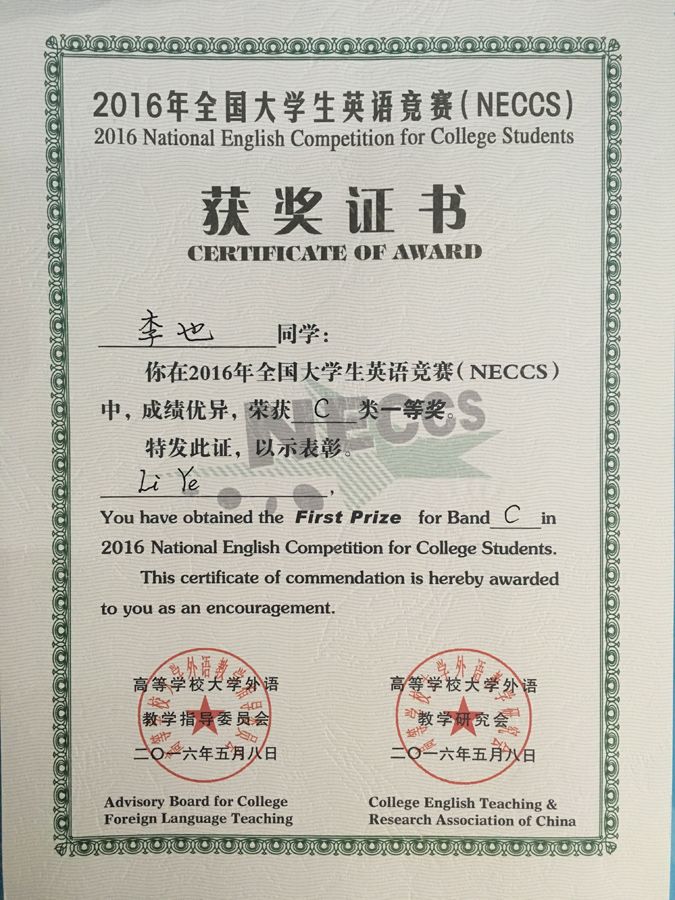 2016年全国大学生英语竞赛(NECCS)
2016 National English Competition for College Students
获奖证书
CERTIFICATE OF AWARD
李也 同学:
你在2016年全国大学生英语竞赛(NECCS)
中,成绩优异,荣获 C 类一等奖。
特发此证,以示表彰。
NECCS
Li Ye,
You have obtained the First Prize for Band C in
2016 National English Competition for College Students.
This certificate of commendation is hereby awarded
to you as an encouragement.
高等学校大学外语
教学指导委员会
二〇一六年五月八日
高等学校大学外语
教学研究会
二〇一六年五月八日
Advisory Board for College
Foreign Language Teaching
College English Teaching &
Research Association of China